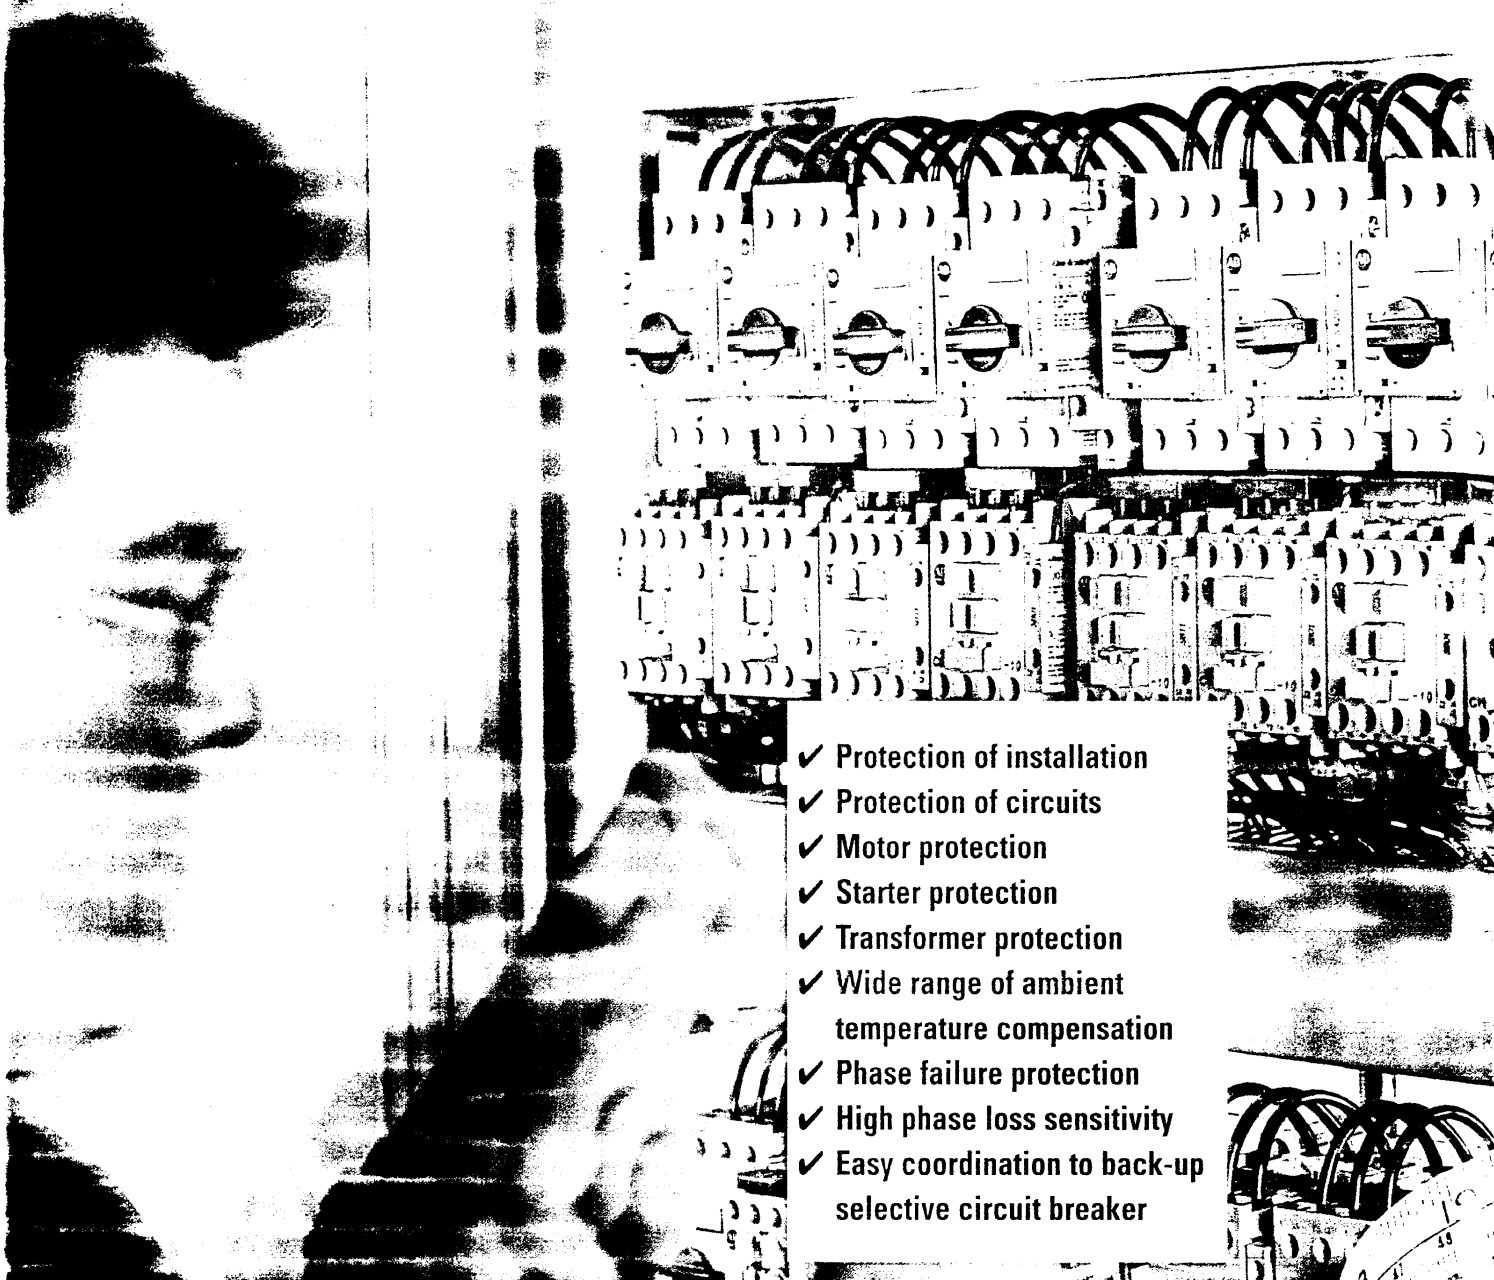 ✓ Protection of installation
✓ Protection of circuits
✓ Motor protection
✓ Starter protection
✓ Transformer protection
✓ Wide range of ambient
temperature compensation
✓ Phase failure protection
✓ High phase loss sensitivity
✓ Easy coordination to back-up
selective circuit breaker